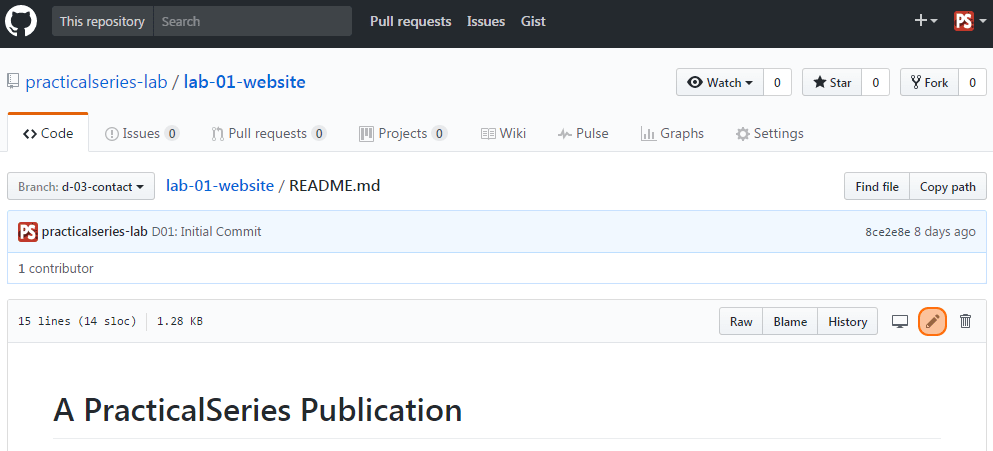 This repository Search Pull requests Issues Gist PS
practicalseries-lab / lab-01-website Watch 0 Star 0 Fork 0
Code Issues 0 Pull requests 0 Projects 0 Wiki Pulse Graphs Settings
Branch: d-03-contact lab-01-website / README.md Find file Copy path
PS practicalseries-lab D01: Initial Commit 8ce2e8e 8 days ago
1 contributor
15 lines (14 sloc) 1.28 KB Raw Blame History
A PracticalSeries Publication